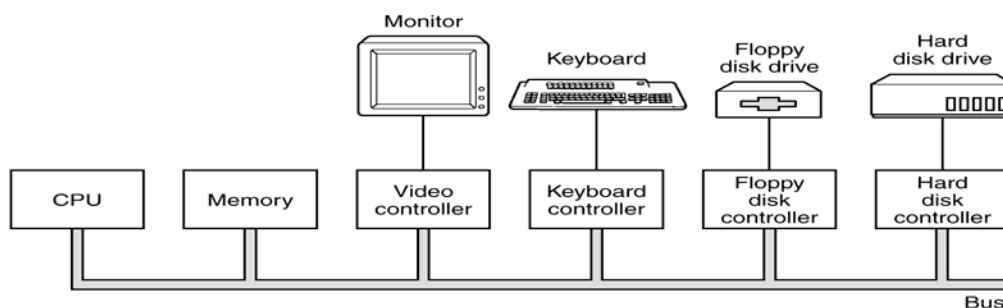 Monitor
Keyboard
Floppy
disk drive
Hard
disk drive
CPU
Memory
Video
controller
Keyboard
controller
Floppy
disk
controller
Hard
disk
controller
Bus